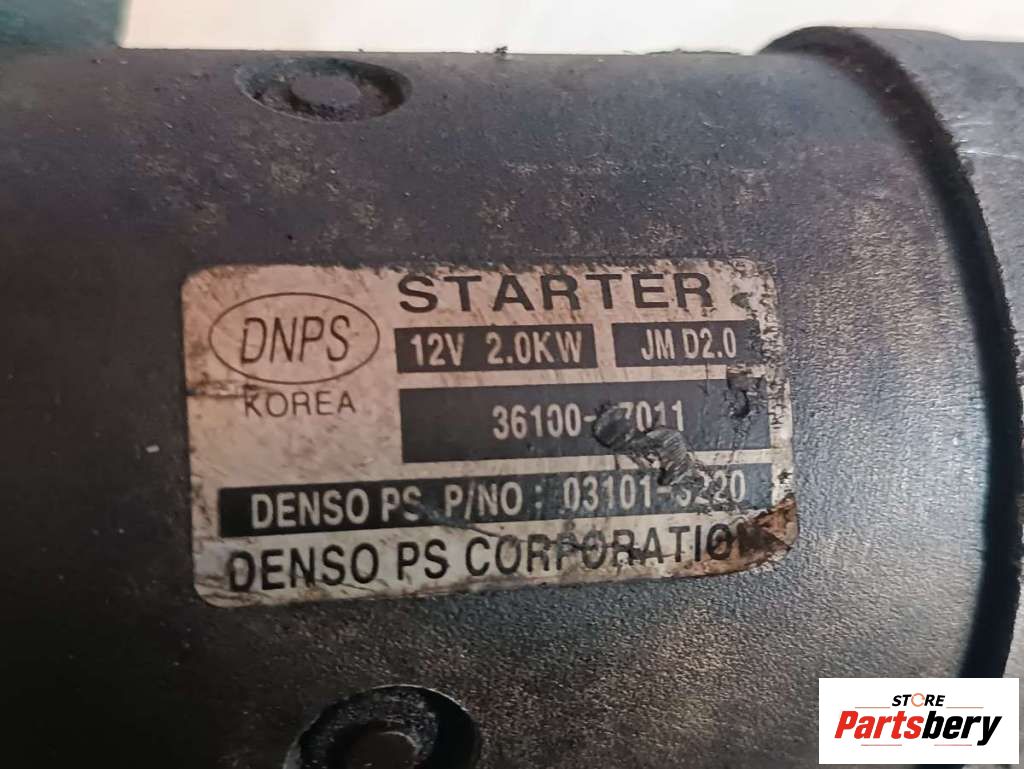 STARTER
DNPS
12V 2.0KW
JM D2.0
KOREA
DENSO PS P/NO :
DENSO PS CORPORATION
STORE
Partsbery